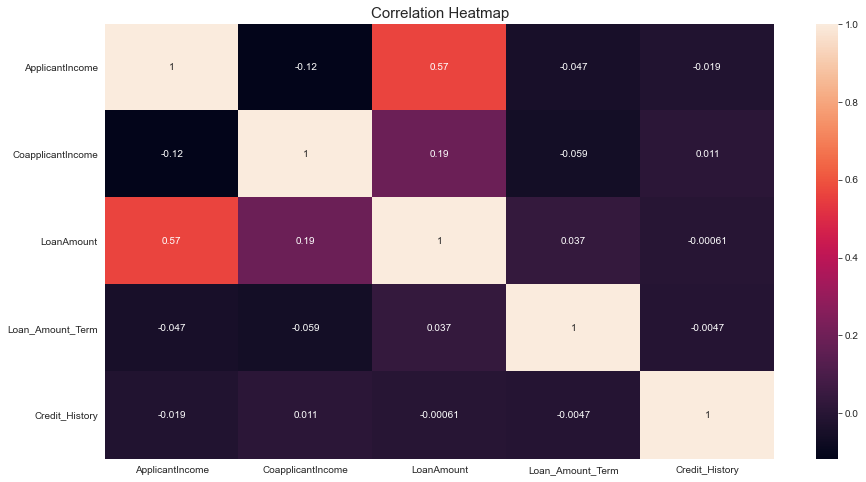 Correlation Heatmap
ApplicantIncome 1 -0.12 0.57 -0.047 -0.019
CoapplicantIncome -0.12 1 0.19 -0.059 0.011
LoanAmount 0.57 0.19 1 0.037 -0.00061
Loan_Amount_Term -0.047 -0.059 0.037 1 -0.0047
Credit_History -0.019 0.011 -0.00061 -0.0047 1
ApplicantIncome CoapplicantIncome LoanAmount Loan_Amount_Term Credit_History
1.0
0.8
0.6
0.4
0.2
0.0